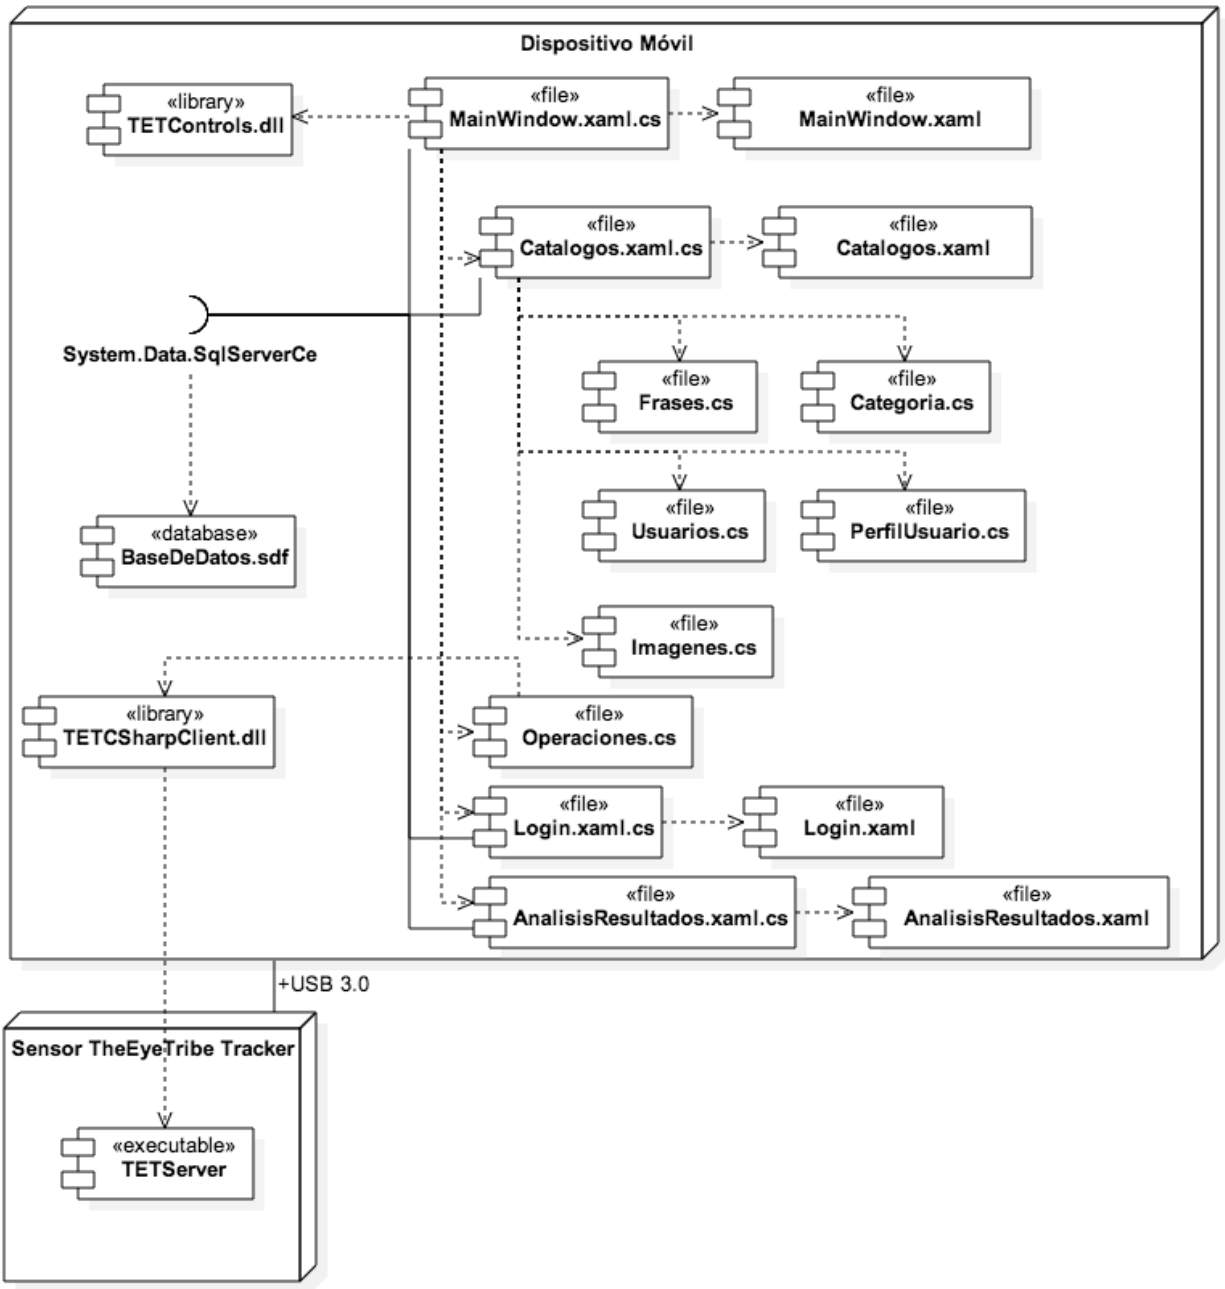 Dispositivo Móvil
«library»
TETControls.dll
«file»
MainWindow.xaml.cs
«file»
MainWindow.xaml
«file»
Catalogos.xaml.cs
«file»
Catalogos.xaml
System.Data.SqlServerCe
«file»
Frases.cs
«file»
Categoria.cs
«file»
Usuarios.cs
«file»
PerfilUsuario.cs
«database»
BaseDeDatos.sdf
«file»
Imagenes.cs
«library»
TETCSharpClient.dll
«file»
Operaciones.cs
«file»
Login.xaml.cs
«file»
Login.xaml
«file»
AnalisisResultados.xaml.cs
«file»
AnalisisResultados.xaml
+USB 3.0
Sensor TheEyeTribe Tracker
«executable»
TETServer